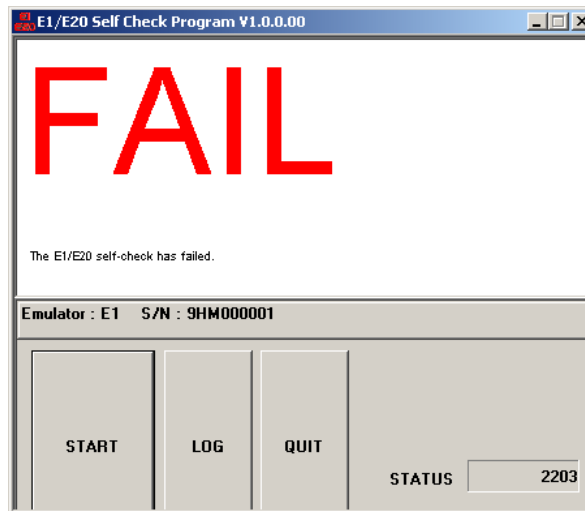 E1/E20 Self Check Program V1.0.0.00
FAIL
The E1/E20 self-check has failed.
Emulator : E1 S/N : 9HM000001
START LOG QUIT
STATUS 2203